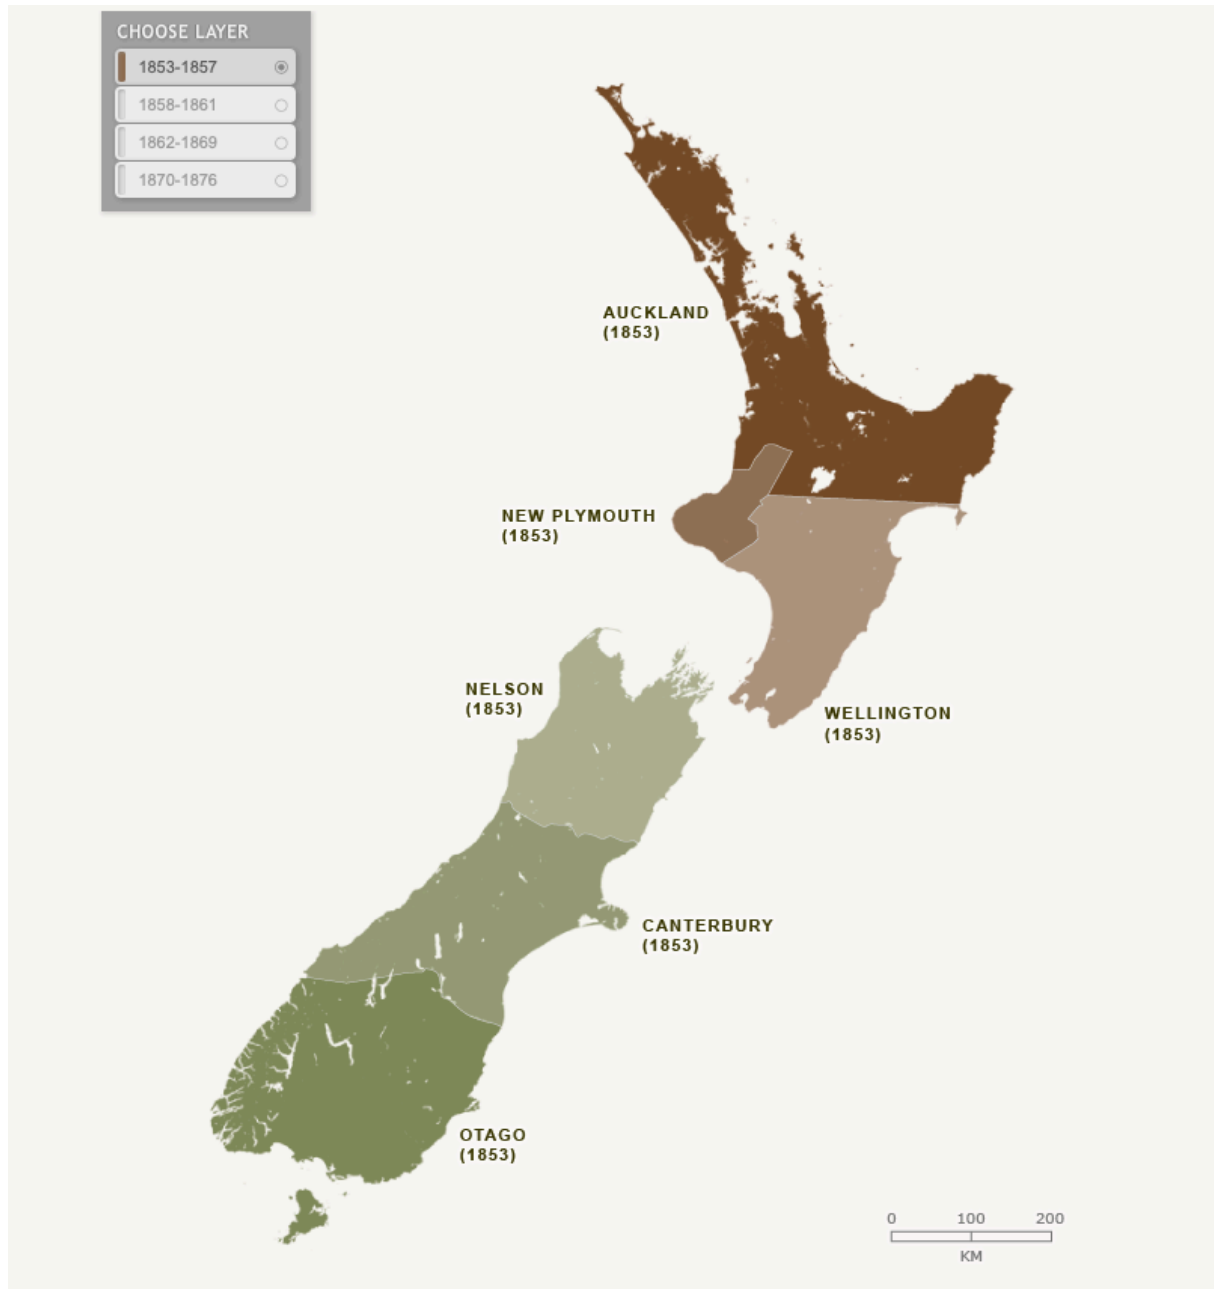 CHOOSE LAYER
1853-1857
1858-1861
1862-1869
1870-1876
AUCKLAND
(1853)
NEW PLYMOUTH
(1853)
NELSON
(1853)
WELLINGTON
(1853)
CANTERBURY
(1853)
OTAGO
(1853)
0 100 200
KM